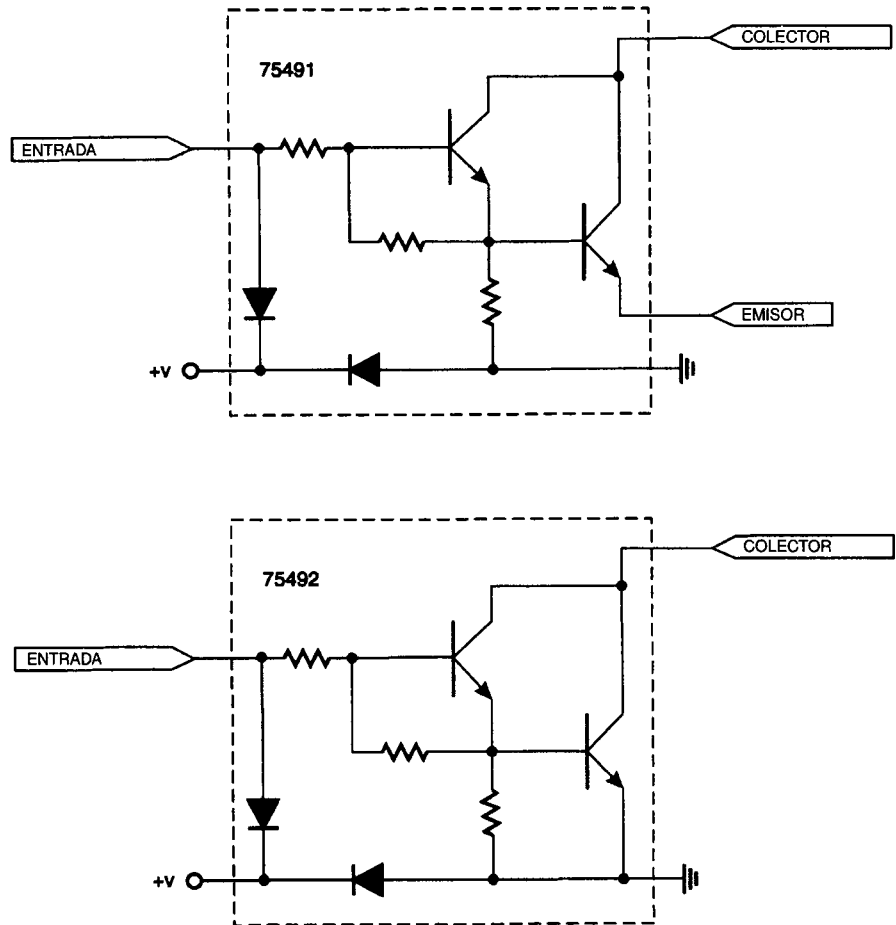 COLECTOR
75491
ENTRADA
EMISOR
+V
COLECTOR
75492
ENTRADA
+V